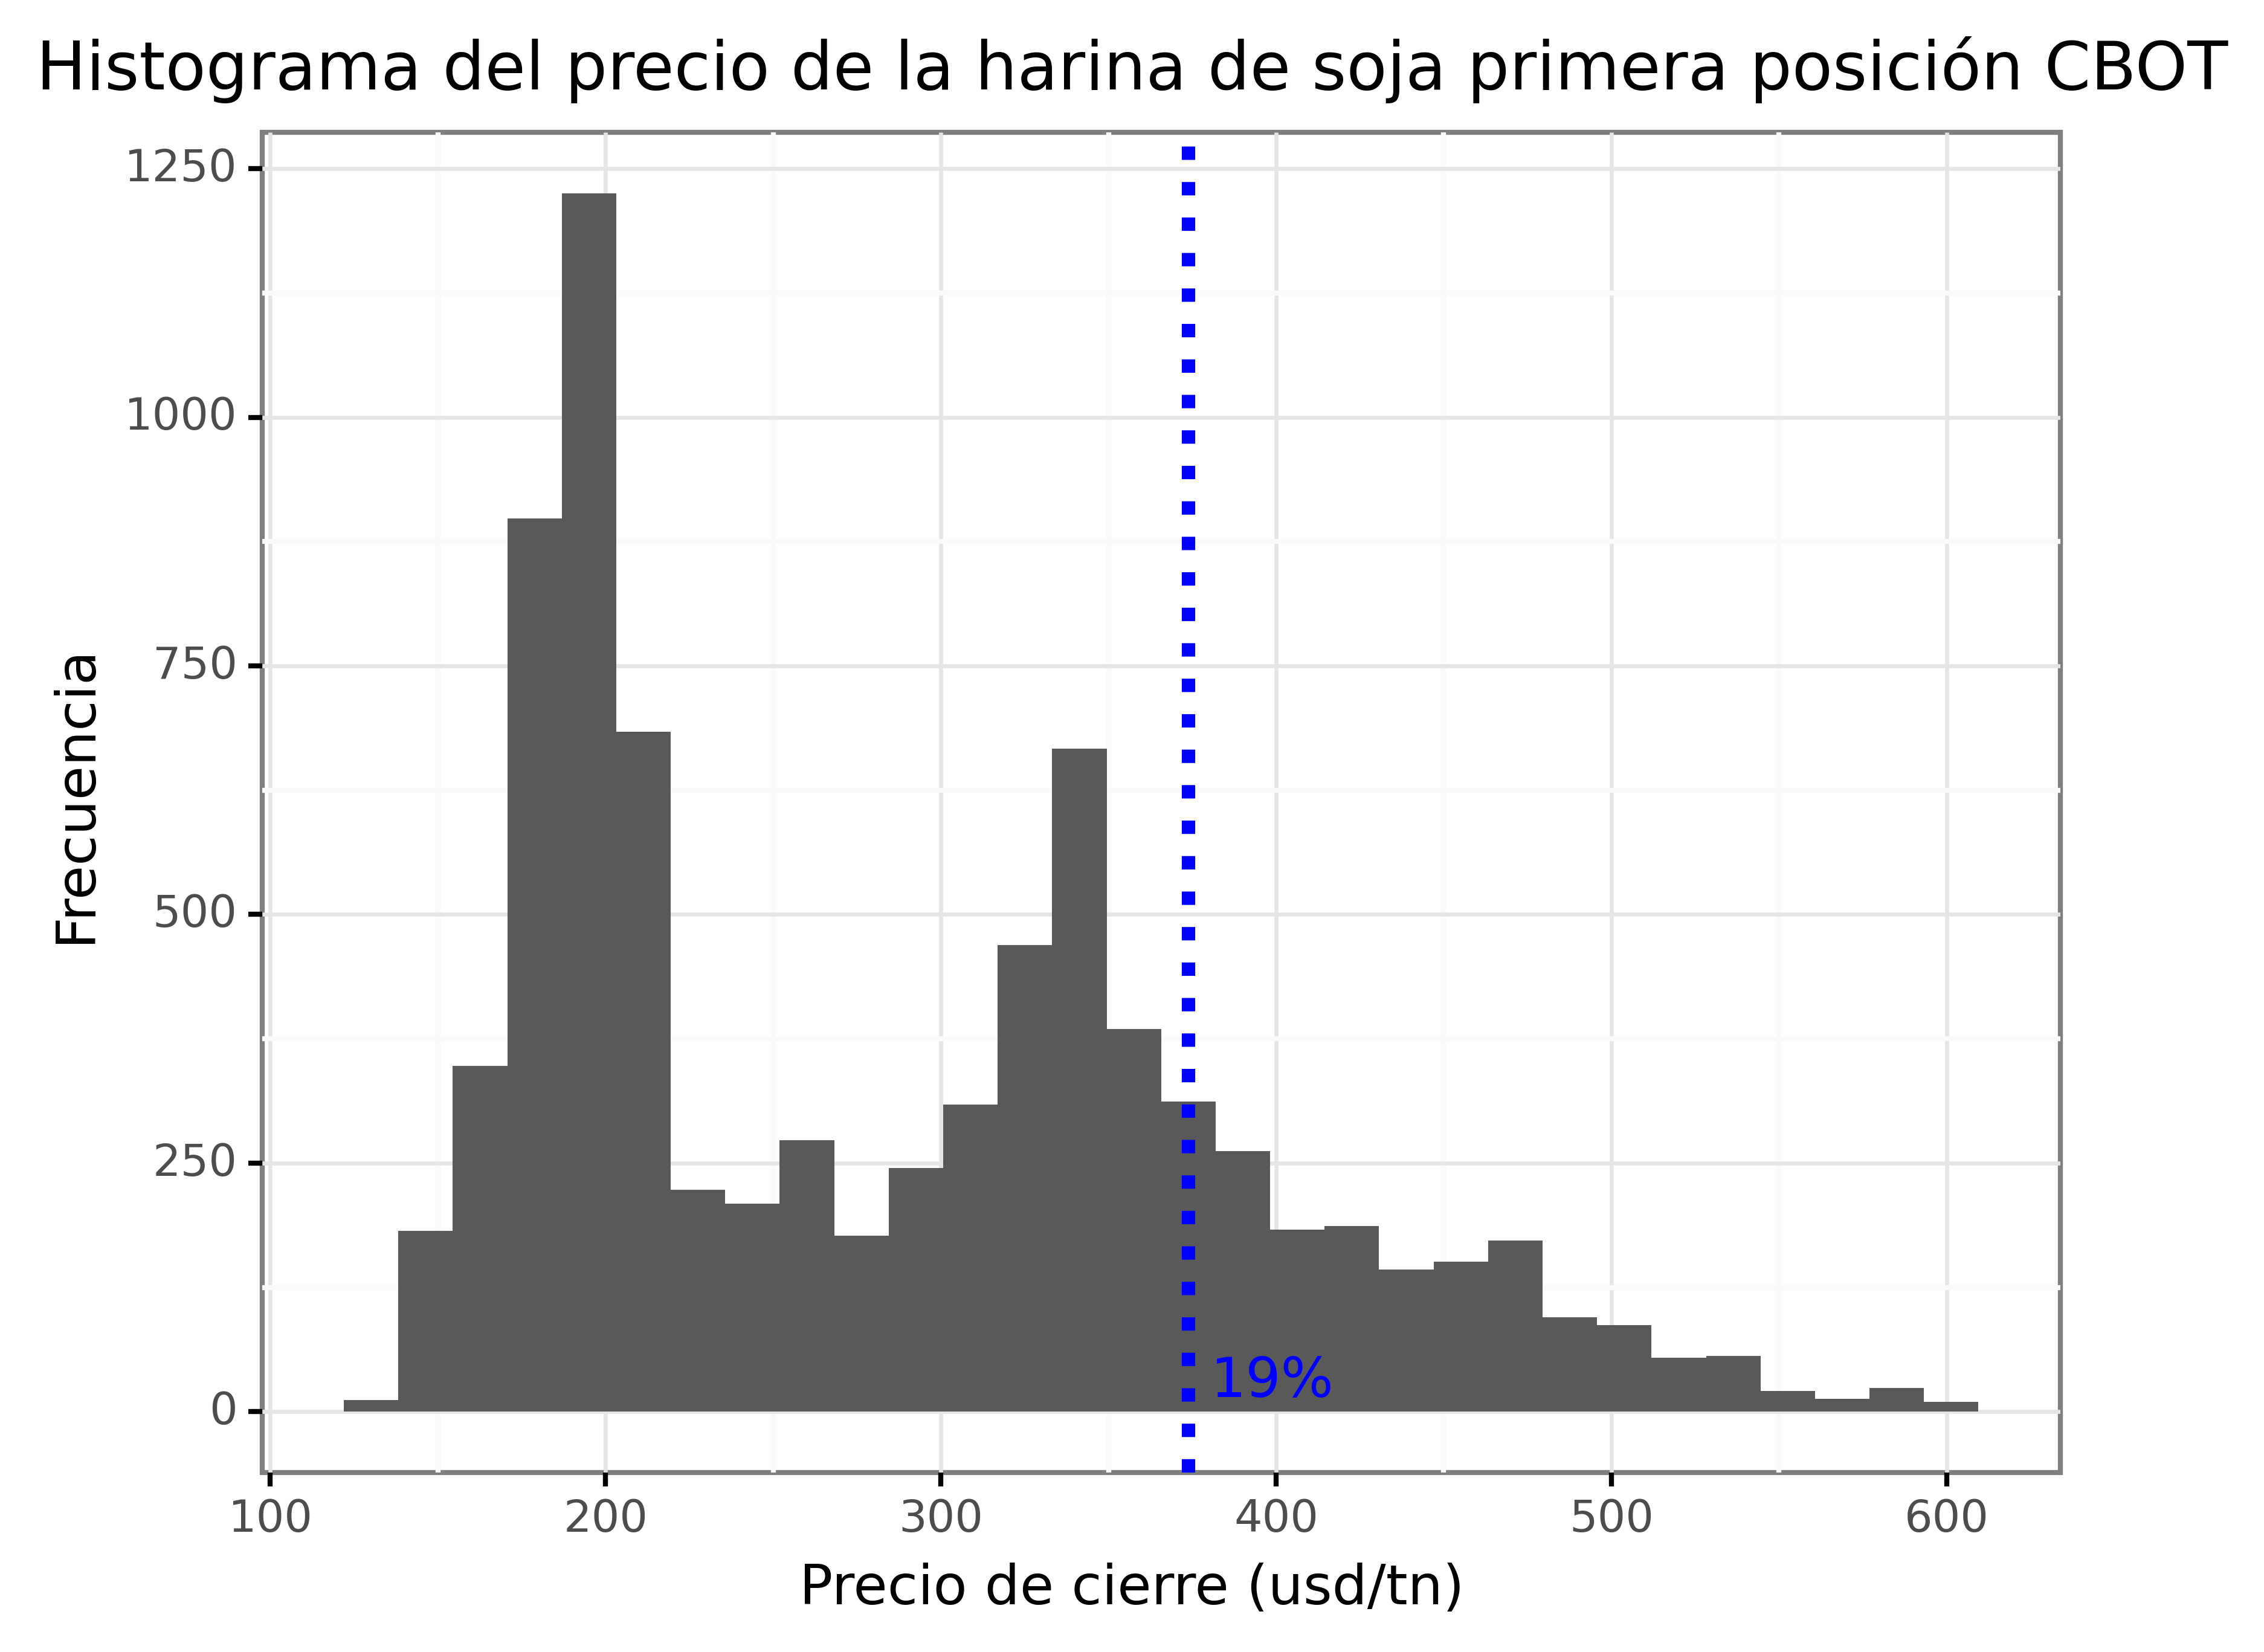 Histograma del precio de la harina de soja primera posición CBOT
Frecuencia
1250
1000
750
500
250
0
19%
100 200 300 400 500 600
Precio de cierre (usd/tn)